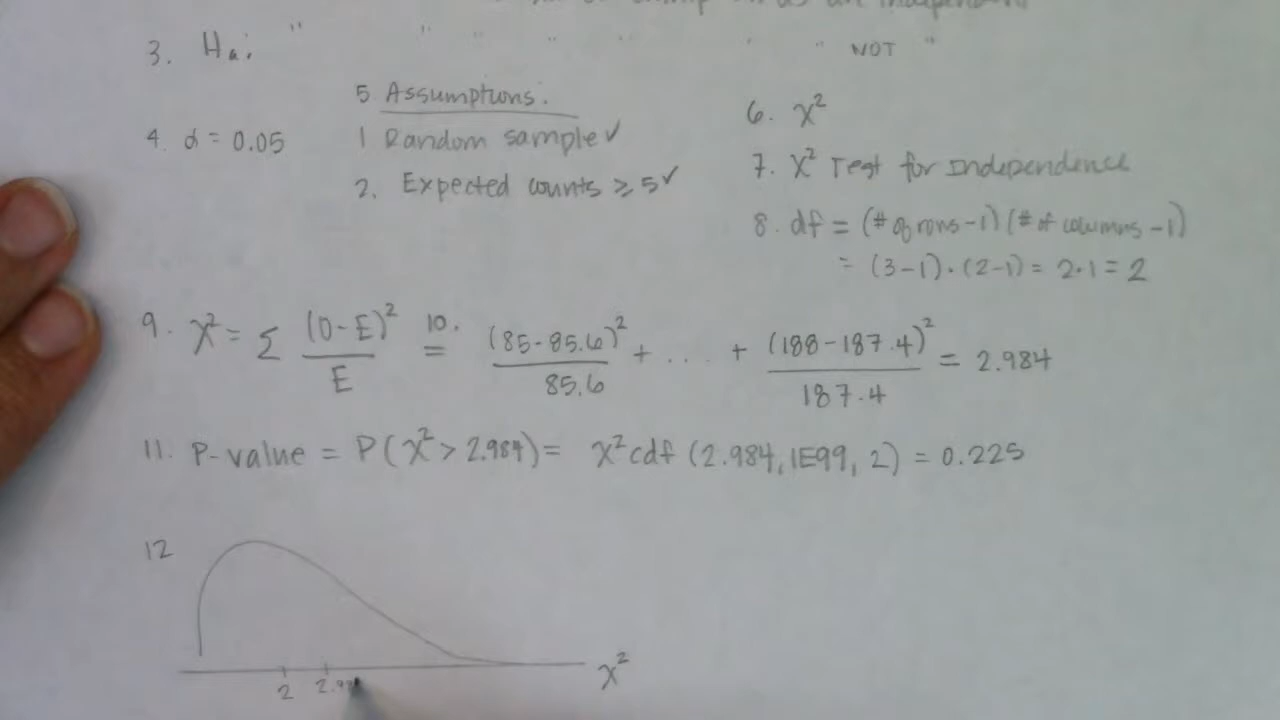 3. Ha: " " " " " " " NOT "
5 Assumptions.
4. α = 0.05
1 Random sample ✓
2. Expected counts ≥ 5 ✓
6. χ²
7. χ² Test for Independence
8. df = (# of rows - 1) (# of columns - 1)
= (3-1) · (2-1) = 2·1 = 2
9. χ² = Σ (O-E)² / E 10. = (85-85.6)² / 85.6 + .... + (188-187.4)² / 187.4 = 2.984
11. P-value = P(χ² > 2.984) = χ²cdf (2.984, 1E99, 2) = 0.225
12
2 2.98 χ²